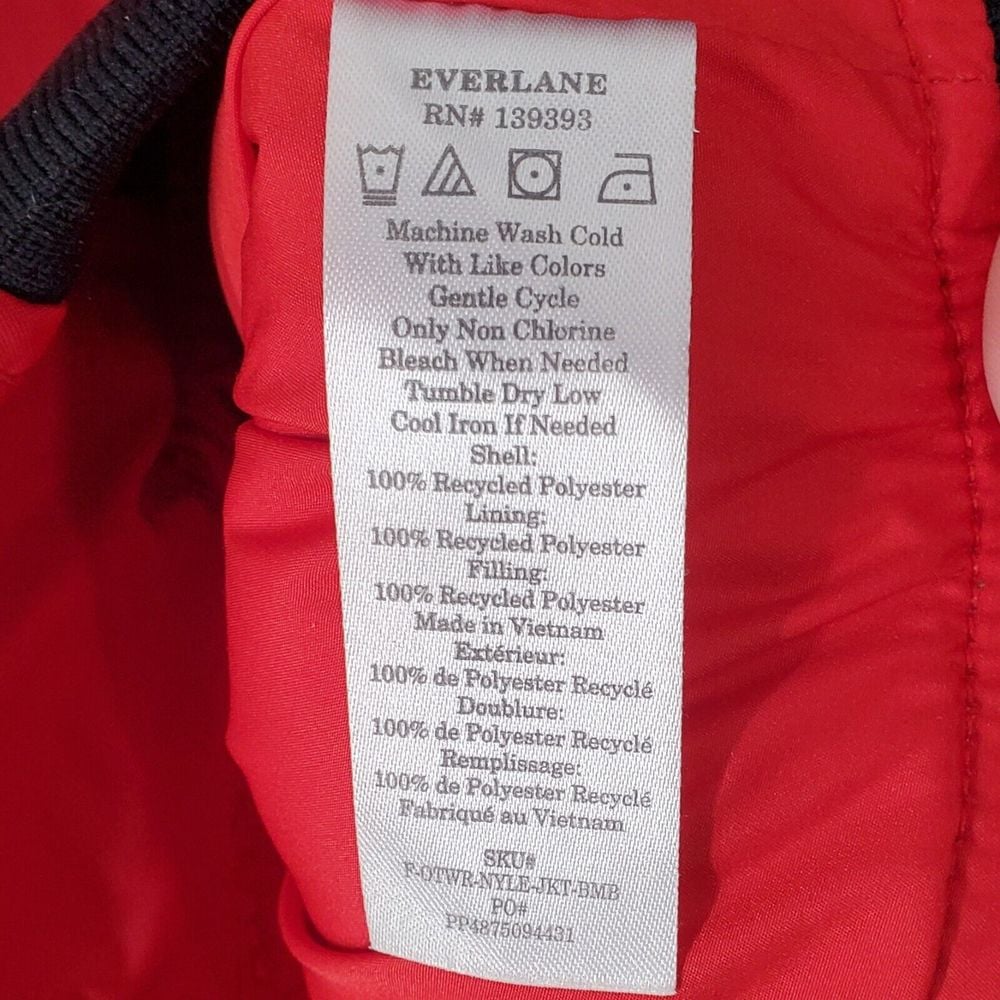 EVERLANE
RN# 139393
Machine Wash Cold
With Like Colors
Gentle Cycle
Only Non Chlorine
Bleach When Needed
Tumble Dry Low
Cool Iron If Needed
Shell:
100% Recycled Polyester
Lining:
100% Recycled Polyester
Filling:
100% Recycled Polyester
Made in Vietnam
Extérieur:
100% de Polyester Recyclé
Doublure:
100% de Polyester Recyclé
Remplissage:
100% de Polyester Recyclé
Fabriqué au Vietnam
SKU#
F-OTWR-NYLE-JKT-BMB
PO#
PP4875094431